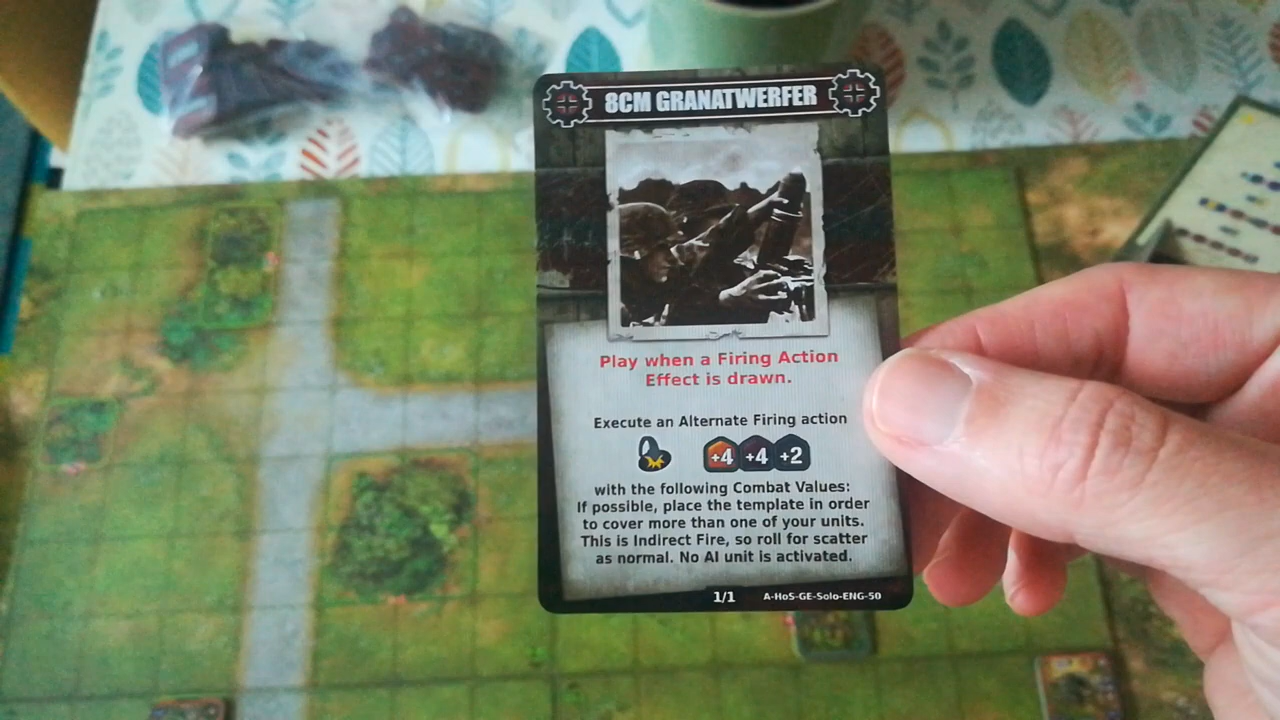 8CM GRANATWERFER
Play when a Firing Action
Effect is drawn.
Execute an Alternate Firing action
+4 +4 +2
with the following Combat Values:
If possible, place the template in order
to cover more than one of your units.
This is Indirect Fire, so roll for scatter
as normal. No AI unit is activated.
1/1 A-HoS-GE-Solo-ENG-50